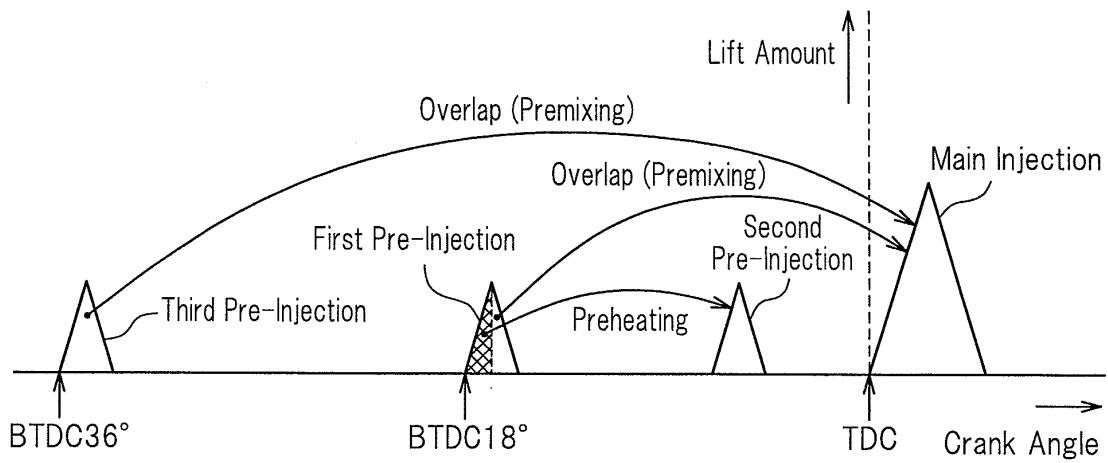 Lift Amount
Overlap (Premixing)
Main Injection
Overlap (Premixing)
First Pre-Injection
Second
Pre-Injection
Third Pre-Injection
Preheating
BTDC36°
BTDC18°
TDC
Crank Angle